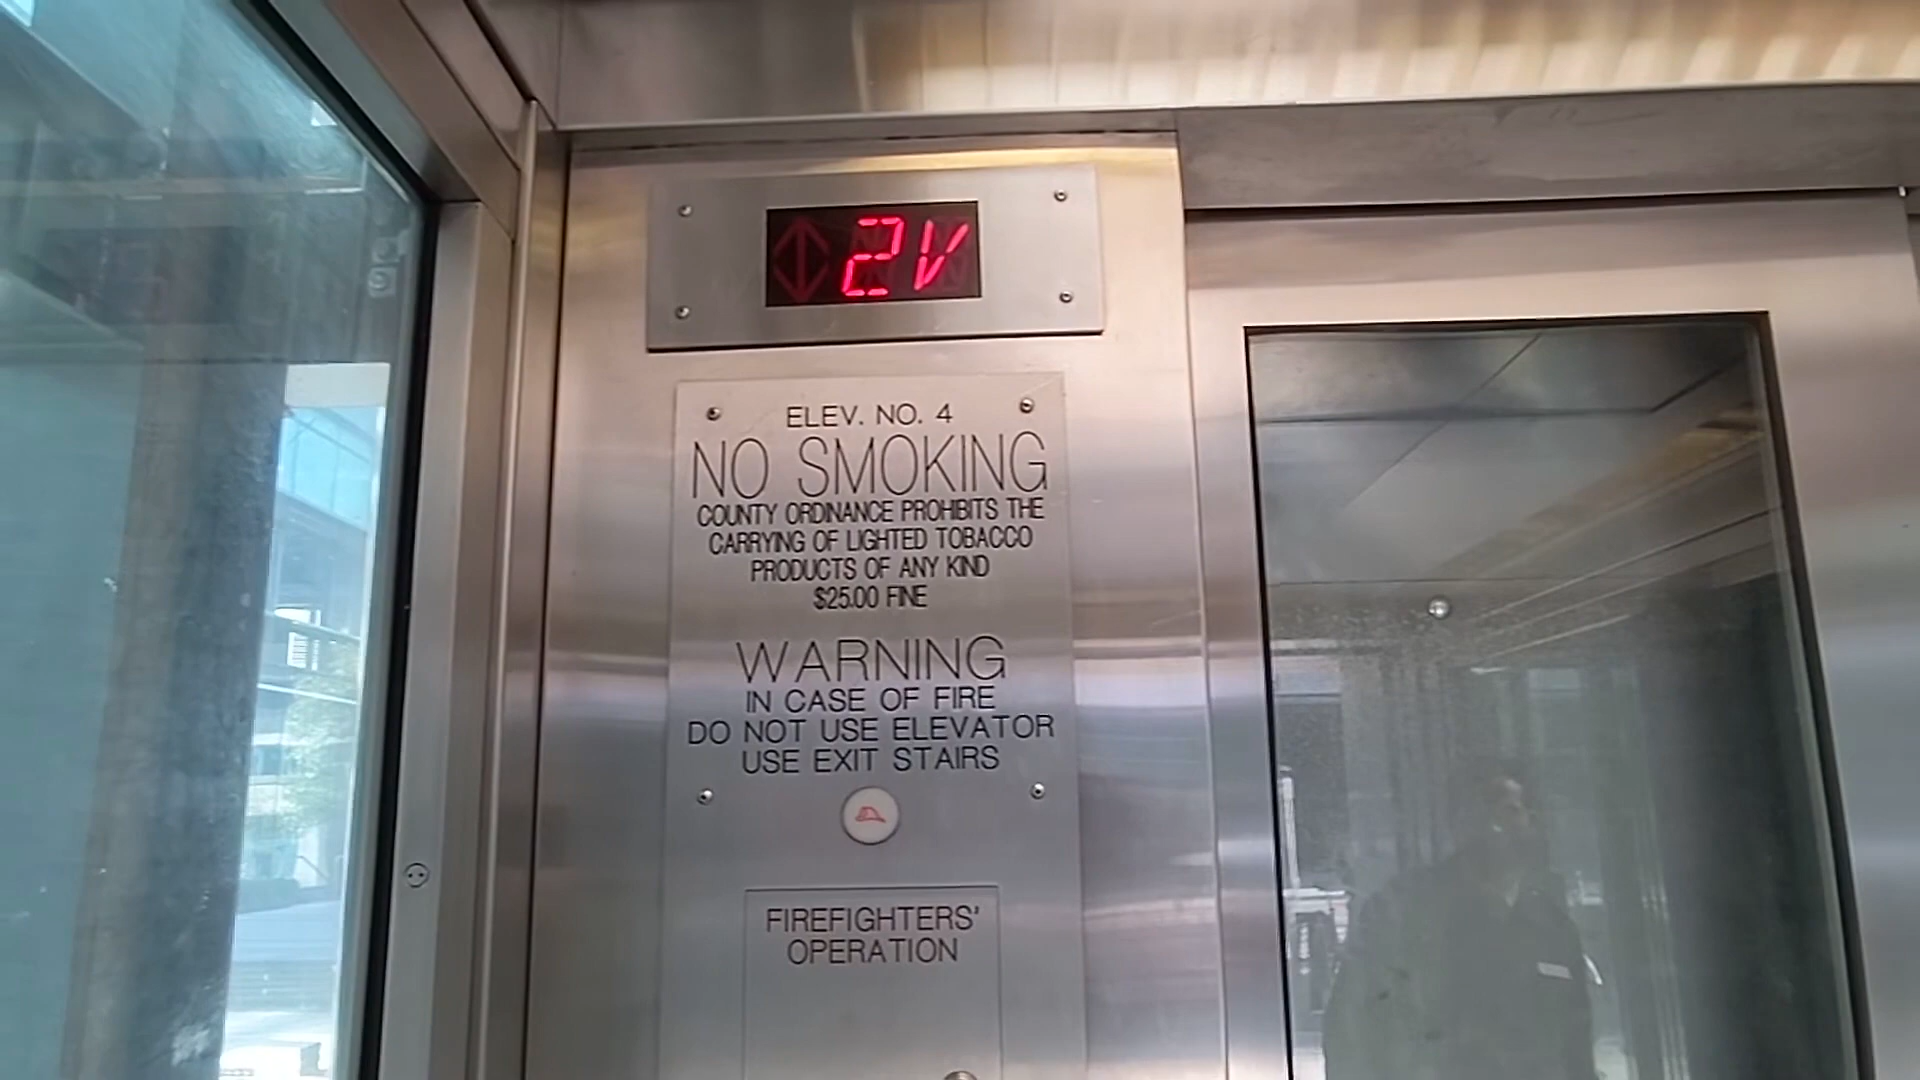 2V
ELEV. NO. 4
NO SMOKING
COUNTY ORDINANCE PROHIBITS THE
CARRYING OF LIGHTED TOBACCO
PRODUCTS OF ANY KIND
$25.00 FINE
WARNING
IN CASE OF FIRE
DO NOT USE ELEVATOR
USE EXIT STAIRS
FIREFIGHTERS'
OPERATION